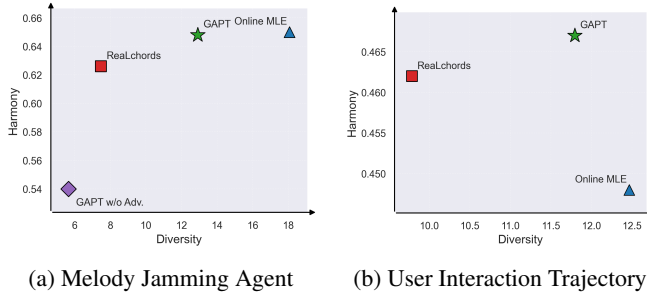 0.66
0.64
0.62
0.60
0.58
0.56
0.54
Harmony
GAPT
Online MLE
ReaLchords
GAPT w/o Adv.
6 8 10 12 14 16 18
Diversity
(a) Melody Jamming Agent
0.465
0.460
0.455
0.450
Harmony
GAPT
ReaLchords
Online MLE
10.0 10.5 11.0 11.5 12.0 12.5
Diversity
(b) User Interaction Trajectory